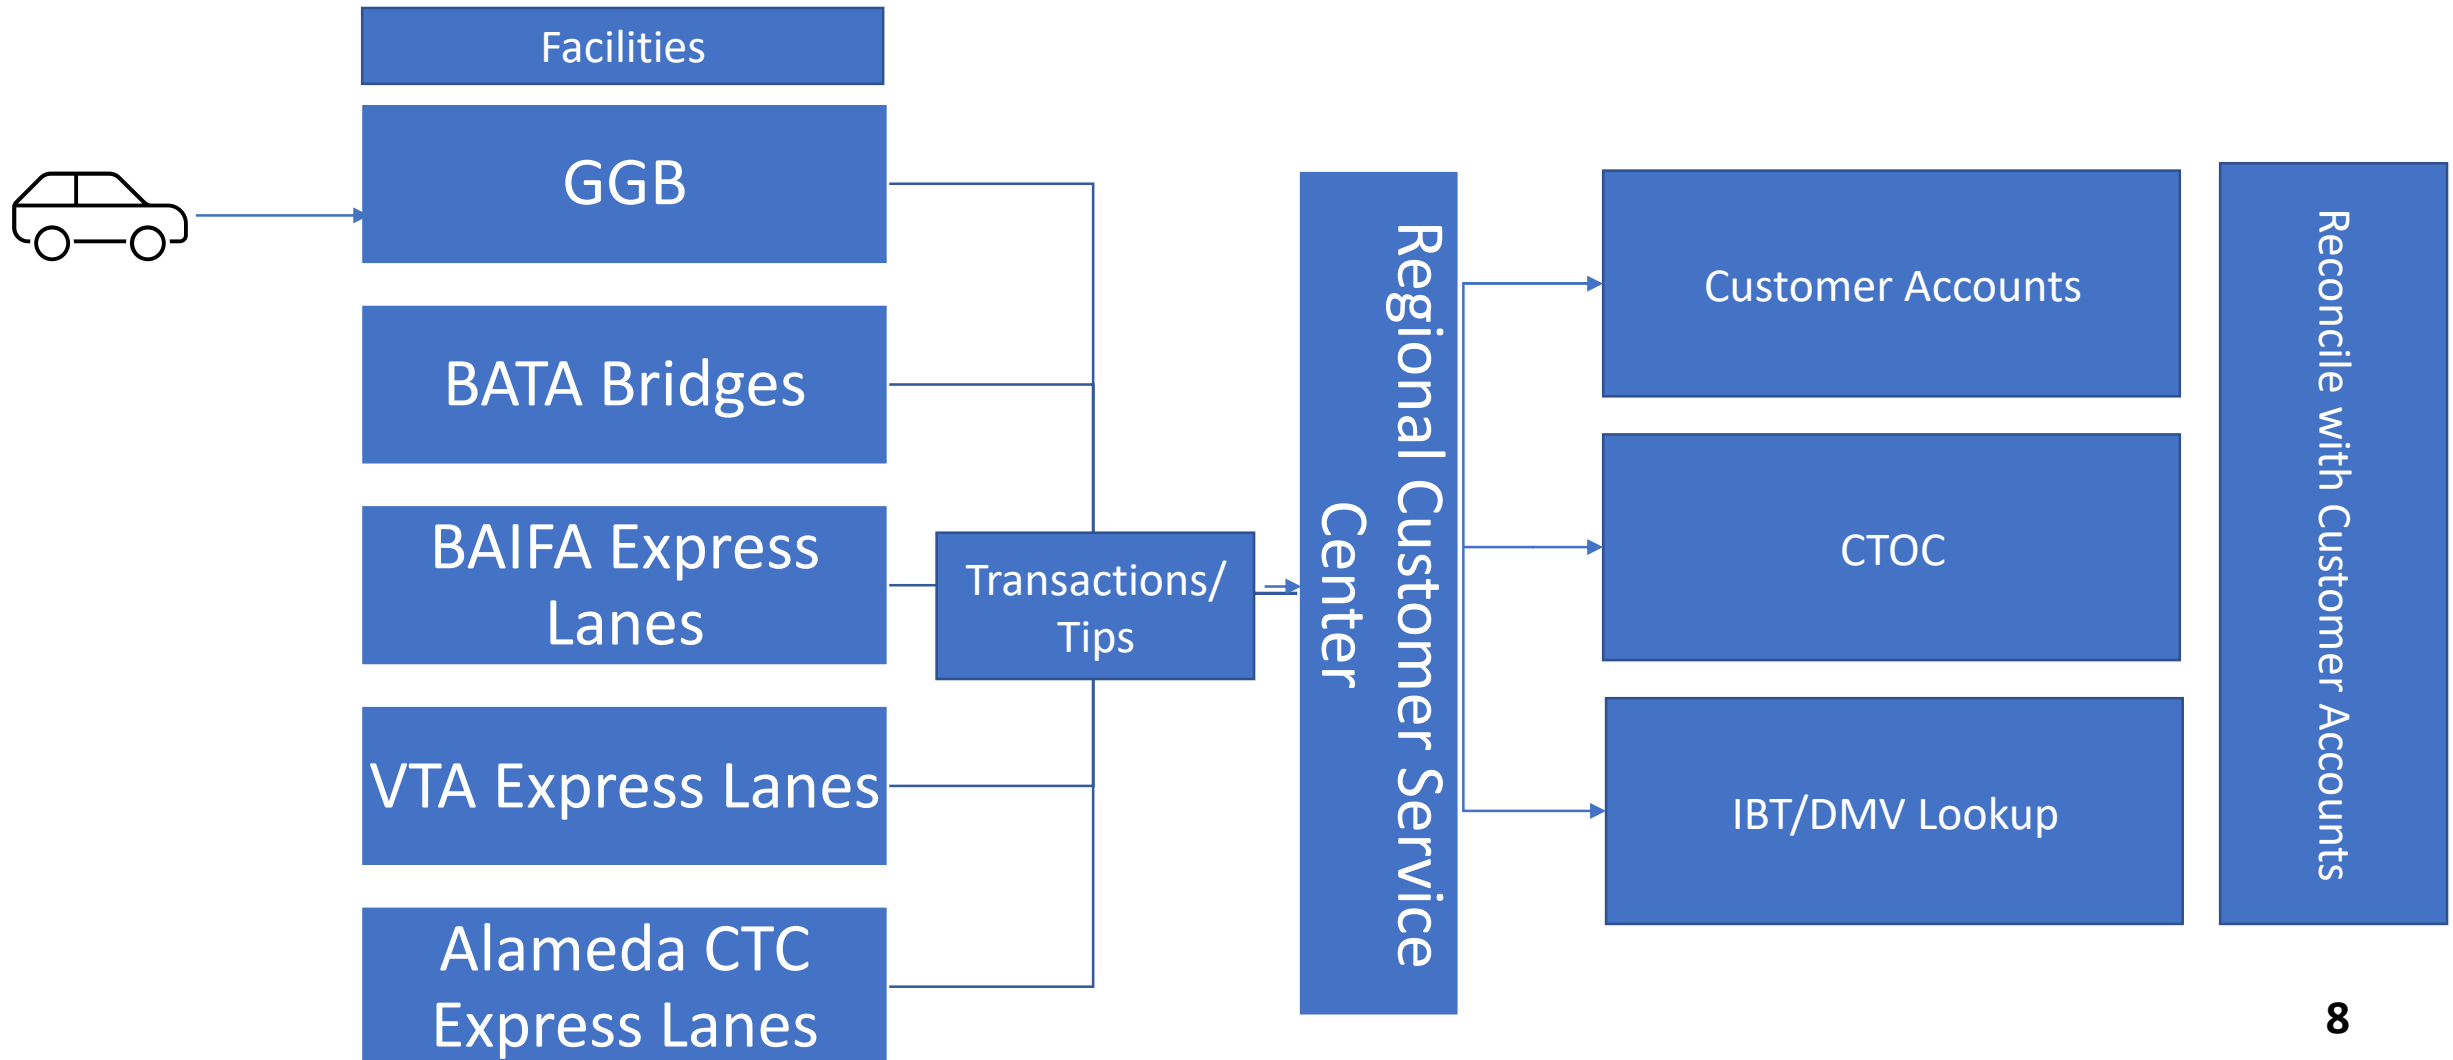 Facilities
GGB
BATA Bridges
BAIFA Express
Lanes
VTA Express Lanes
Alameda CTC
Express Lanes
Transactions/
Tips
Regional Customer Service
Center
Customer Accounts
CTOC
IBT/DMV Lookup
Reconcile with Customer Accounts
8